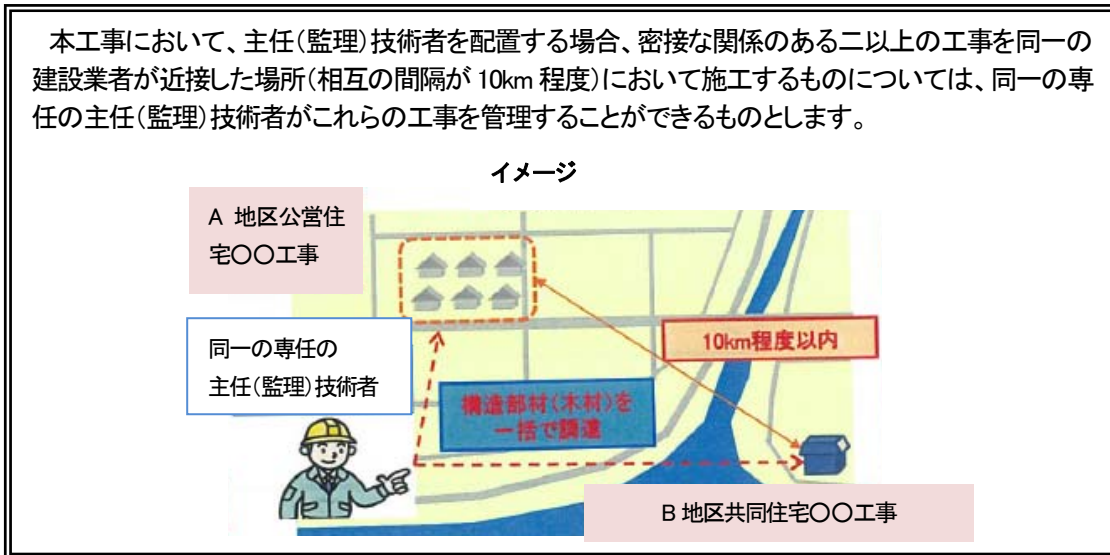 本工事において、主任(監理)技術者を配置する場合、密接な関係のある二以上の工事を同一の
建設業者が近接した場所(相互の間隔が 10km 程度)において施工するものについては、同一の専
任の主任(監理)技術者がこれらの工事を管理することができるものとします。
イメージ
A 地区公営住
宅〇〇工事
同一の専任の
主任(監理)技術者
10km程度以内
構造部材(木材)を
一括で調達
B 地区共同住宅〇〇工事